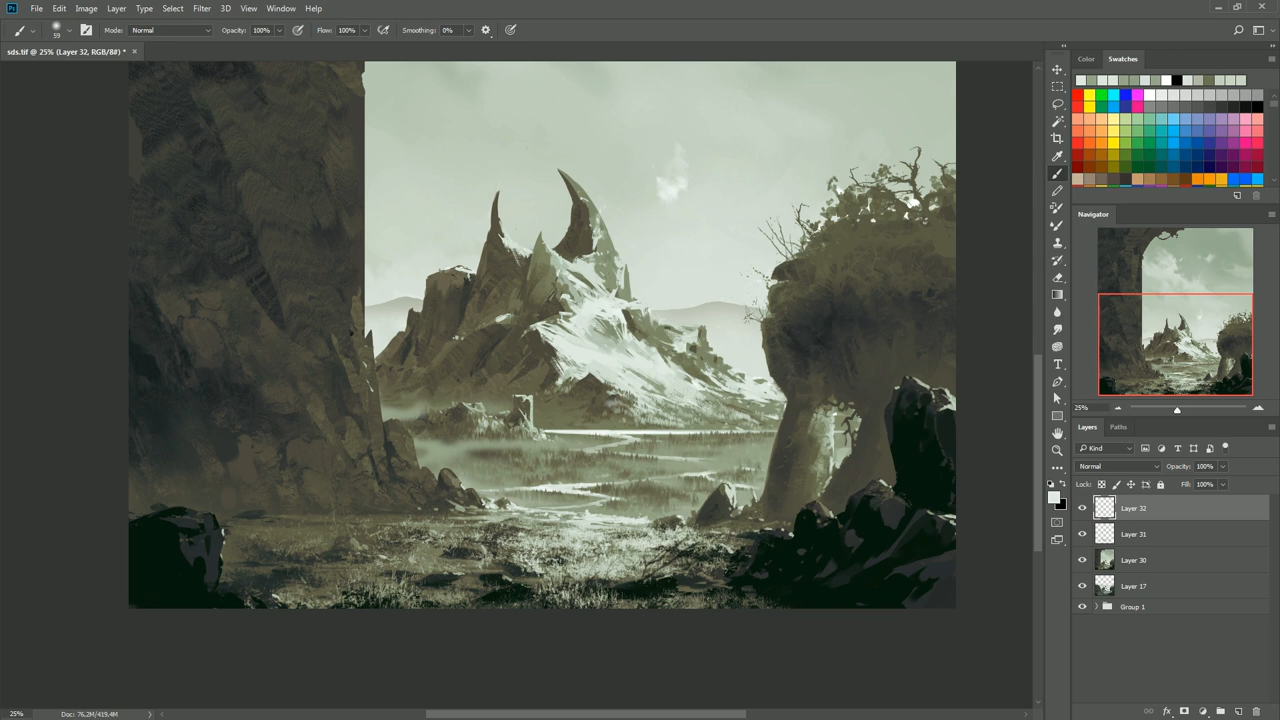 Ps File Edit Image Layer Type Select Filter 3D View Window Help
59 Mode: Normal Opacity: 100% Flow: 100% Smoothing: 0%
sds.tif @ 25% (Layer 32, RGB/8#) *
Color Swatches
Navigator
25%
Layers Paths
Kind
Normal Opacity: 100%
Lock: Fill: 100%
Layer 32
Layer 31
Layer 30
Layer 17
Group 1
25% Doc: 76,2M/419,4M